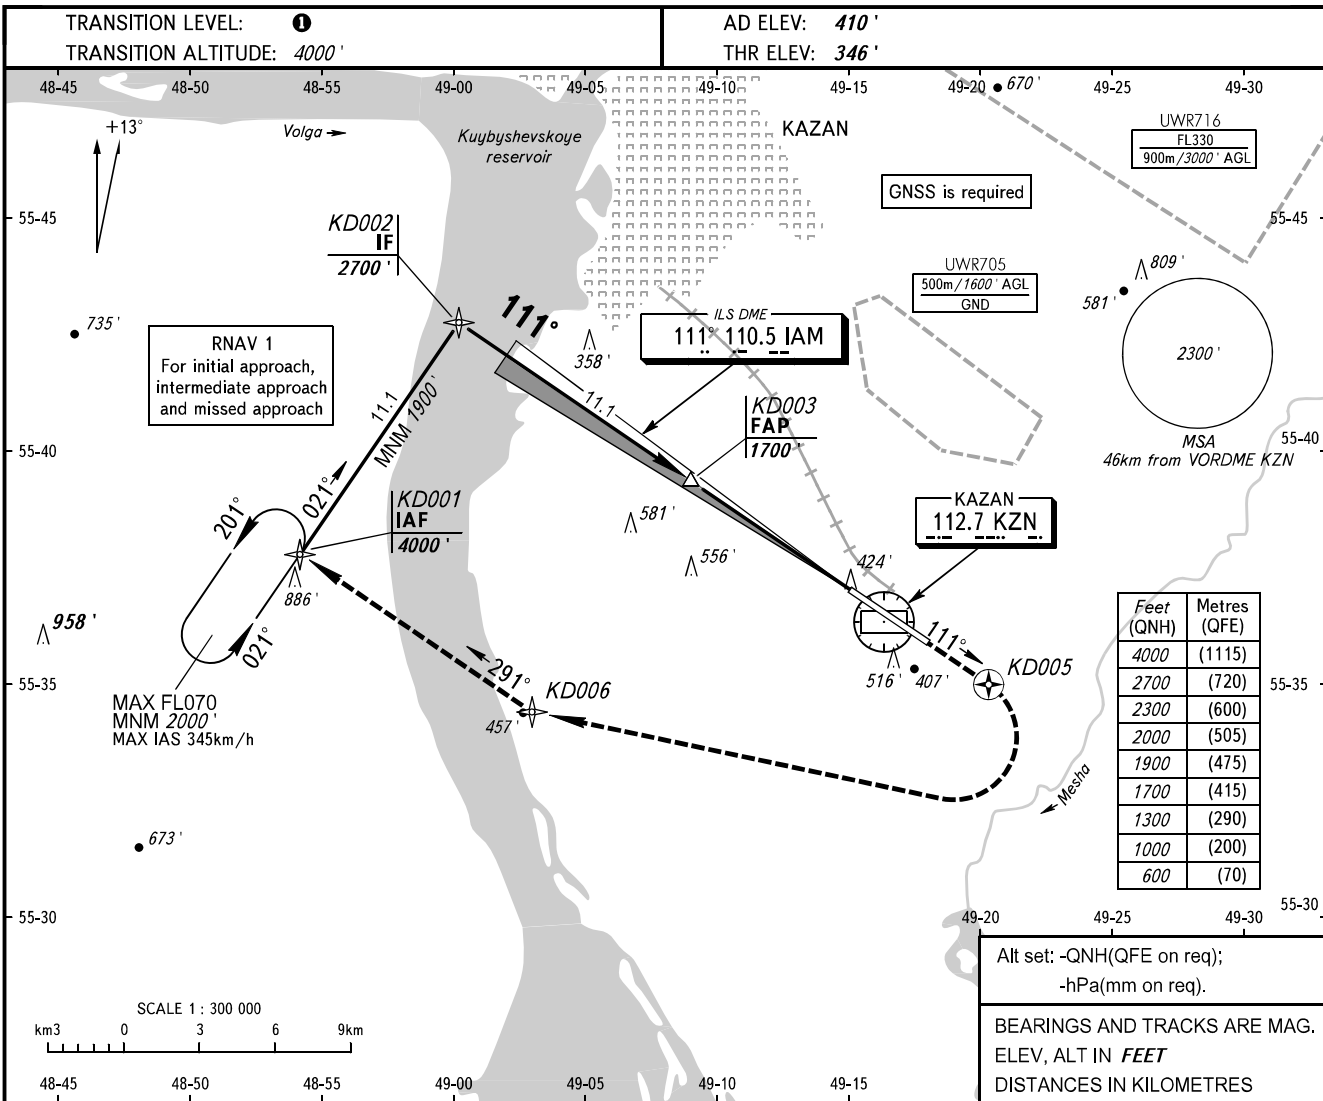 TRANSITION LEVEL: ❶
TRANSITION ALTITUDE: 4000 '
AD ELEV: 410 '
THR ELEV: 346 '
48-45 48-50 48-55 49-00 49-05 49-10 49-15 49-20 49-25 49-30
670 '
+13°
Volga
Kuybyshevskoye
reservoir
KAZAN
UWR716
FL330
900m/3000 ' AGL
GNSS is required
55-45
55-45
KD002
IF
2700 '
UWR705
500m/1600 ' AGL
GND
809 '
581 '
735 '
RNAV 1
For initial approach,
intermediate approach
and missed approach
111°
358 '
ILS DME
111° 110.5 IAM
2300 '
MSA
46km from VORDME KZN
11.1
MNM 1900'
11.1
KD003
FAP
1700 '
55-40
55-40
021°
201°
KD001
IAF
4000 '
581 '
556 '
KAZAN
112.7 KZN
424'
886 '
958 '
021°
111°
KD005
516 '
407 '
291°
KD006
457 '
MAX FL070
MNM 2000 '
MAX IAS 345km/h
55-35
55-35
Feet
(QNH)
Metres
(QFE)
4000 (1115)
2700 (720)
2300 (600)
2000 (505)
1900 (475)
1700 (415)
1300 (290)
1000 (200)
600 (70)
Mesha
673 '
55-30
55-30
49-20 49-25 49-30
Alt set: -QNH(QFE on req);
-hPa(mm on req).
BEARINGS AND TRACKS ARE MAG.
ELEV, ALT IN FEET
DISTANCES IN KILOMETRES
SCALE 1 : 300 000
km3 0 3 6 9km
48-45 48-50 48-55 49-00 49-05 49-10 49-15